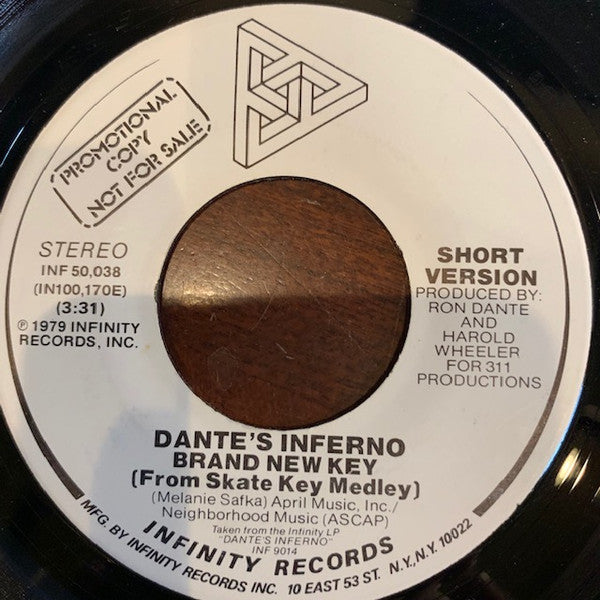 PROMOTIONAL
COPY
NOT FOR SALE
STEREO
INF 50,038
(IN100,170E)
(3:31)
℗ 1979 INFINITY
RECORDS, INC.
SHORT
VERSION
PRODUCED BY:
RON DANTE
AND
HAROLD
WHEELER
FOR 311
PRODUCTIONS
DANTE'S INFERNO
BRAND NEW KEY
(From Skate Key Medley)
(Melanie Safka) April Music, Inc./
Neighborhood Music (ASCAP)
Taken from the Infinity LP
"DANTE'S INFERNO"
INF 9014
INFINITY RECORDS
MFG. BY INFINITY RECORDS INC. 10 EAST 53 ST. N.Y., N.Y. 10022